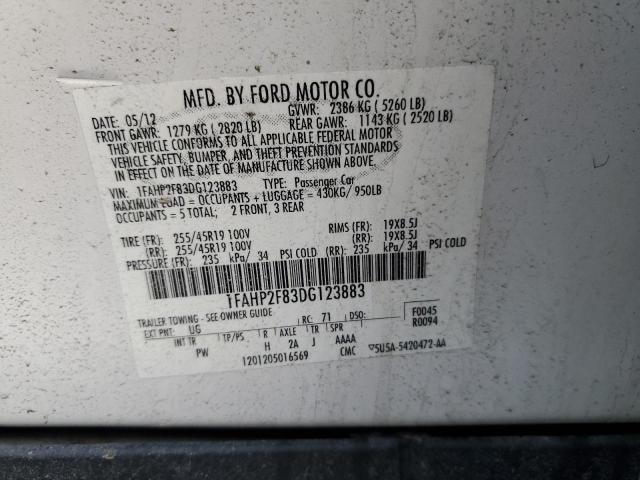 MFD. BY FORD MOTOR CO.
DATE: 05/12 GVWR: 2386 KG ( 5260 LB)
FRONT GAWR: 1279 KG ( 2820 LB) REAR GAWR: 1143 KG ( 2520 LB)
THIS VEHICLE CONFORMS TO ALL APPLICABLE FEDERAL MOTOR
VEHICLE SAFETY, BUMPER, AND THEFT PREVENTION STANDARDS
IN EFFECT ON THE DATE OF MANUFACTURE SHOWN ABOVE.
VIN: 1FAHP2F83DG123883 TYPE: Passenger Car
MAXIMUM LOAD = OCCUPANTS + LUGGAGE = 430KG/ 950LB
OCCUPANTS = 5 TOTAL; 2 FRONT, 3 REAR
TIRE (FR): 255/45R19 100V RIMS (FR): 19X8.5J
(RR): 255/45R19 100V (RR): 19X8.5J
PRESSURE (FR): 235 kPa/ 34 PSI COLD (RR): 235 kPa/ 34 PSI COLD
1FAHP2F83DG123883
TRAILER TOWING - SEE OWNER GUIDE
EXT PNT: UG RC: 71 DSO: F0045
INT TR TP/PS R AXLE TR SPR R0094
PW H 2A J AAAA
1201205016569 CMC ▽5U5A-5420472-AA